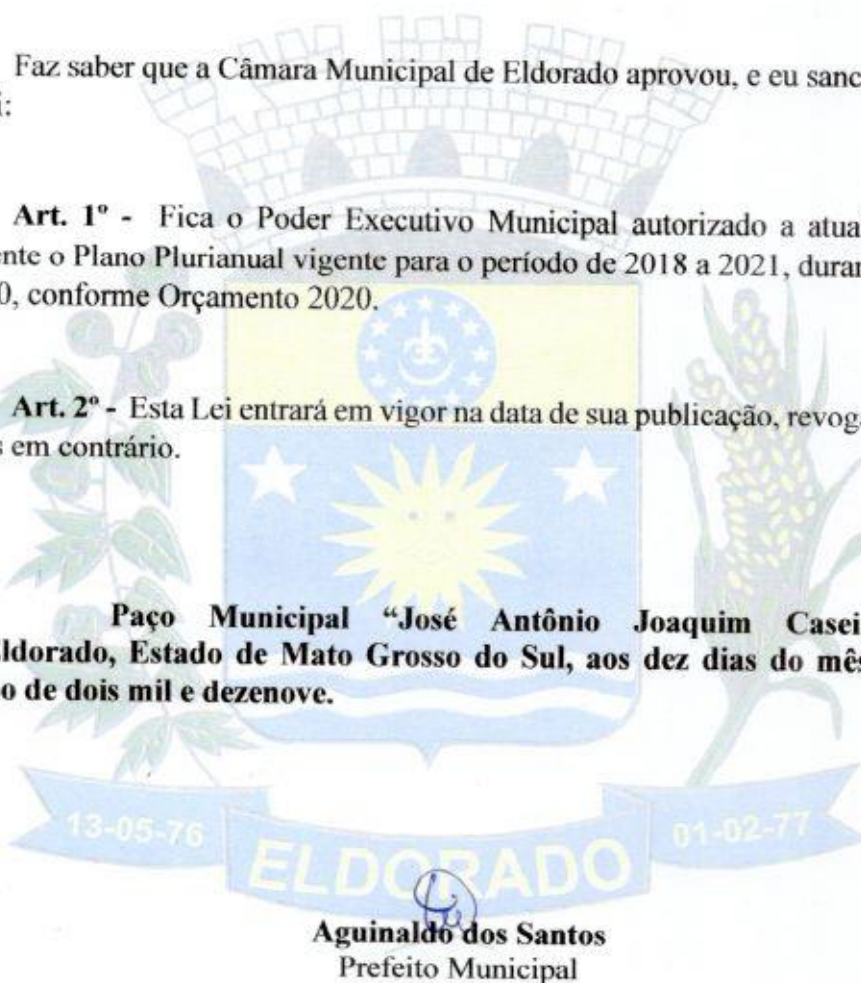 Faz saber que a Câmara Municipal de Eldorado aprovou, e eu sanc
i:
Art. 1º - Fica o Poder Executivo Municipal autorizado a atua
nte o Plano Plurianual vigente para o período de 2018 a 2021, duran
0, conforme Orçamento 2020.
Art. 2º - Esta Lei entrará em vigor na data de sua publicação, revog
s em contrário.
Paço Municipal “José Antônio Joaquim Casei
Eldorado, Estado de Mato Grosso do Sul, aos dez dias do mês
o de dois mil e dezenove.
13-05-76
ELDORADO
01-02-77
Aguinaldo dos Santos
Prefeito Municipal